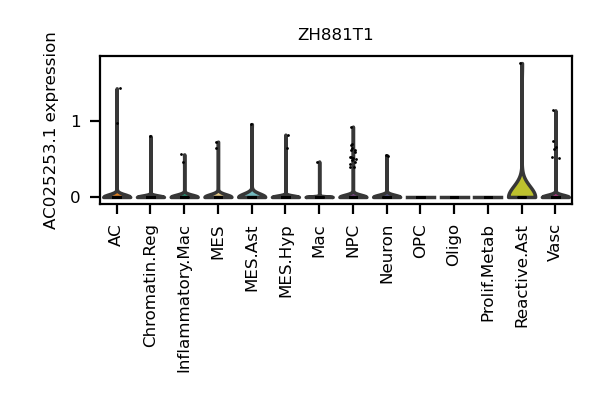 ZH881T1
AC025253.1 expression
1
0
AC
Chromatin.Reg
Inflammatory.Mac
MES
MES.Ast
MES.Hyp
Mac
NPC
Neuron
OPC
Oligo
Prolif.Metab
Reactive.Ast
Vasc